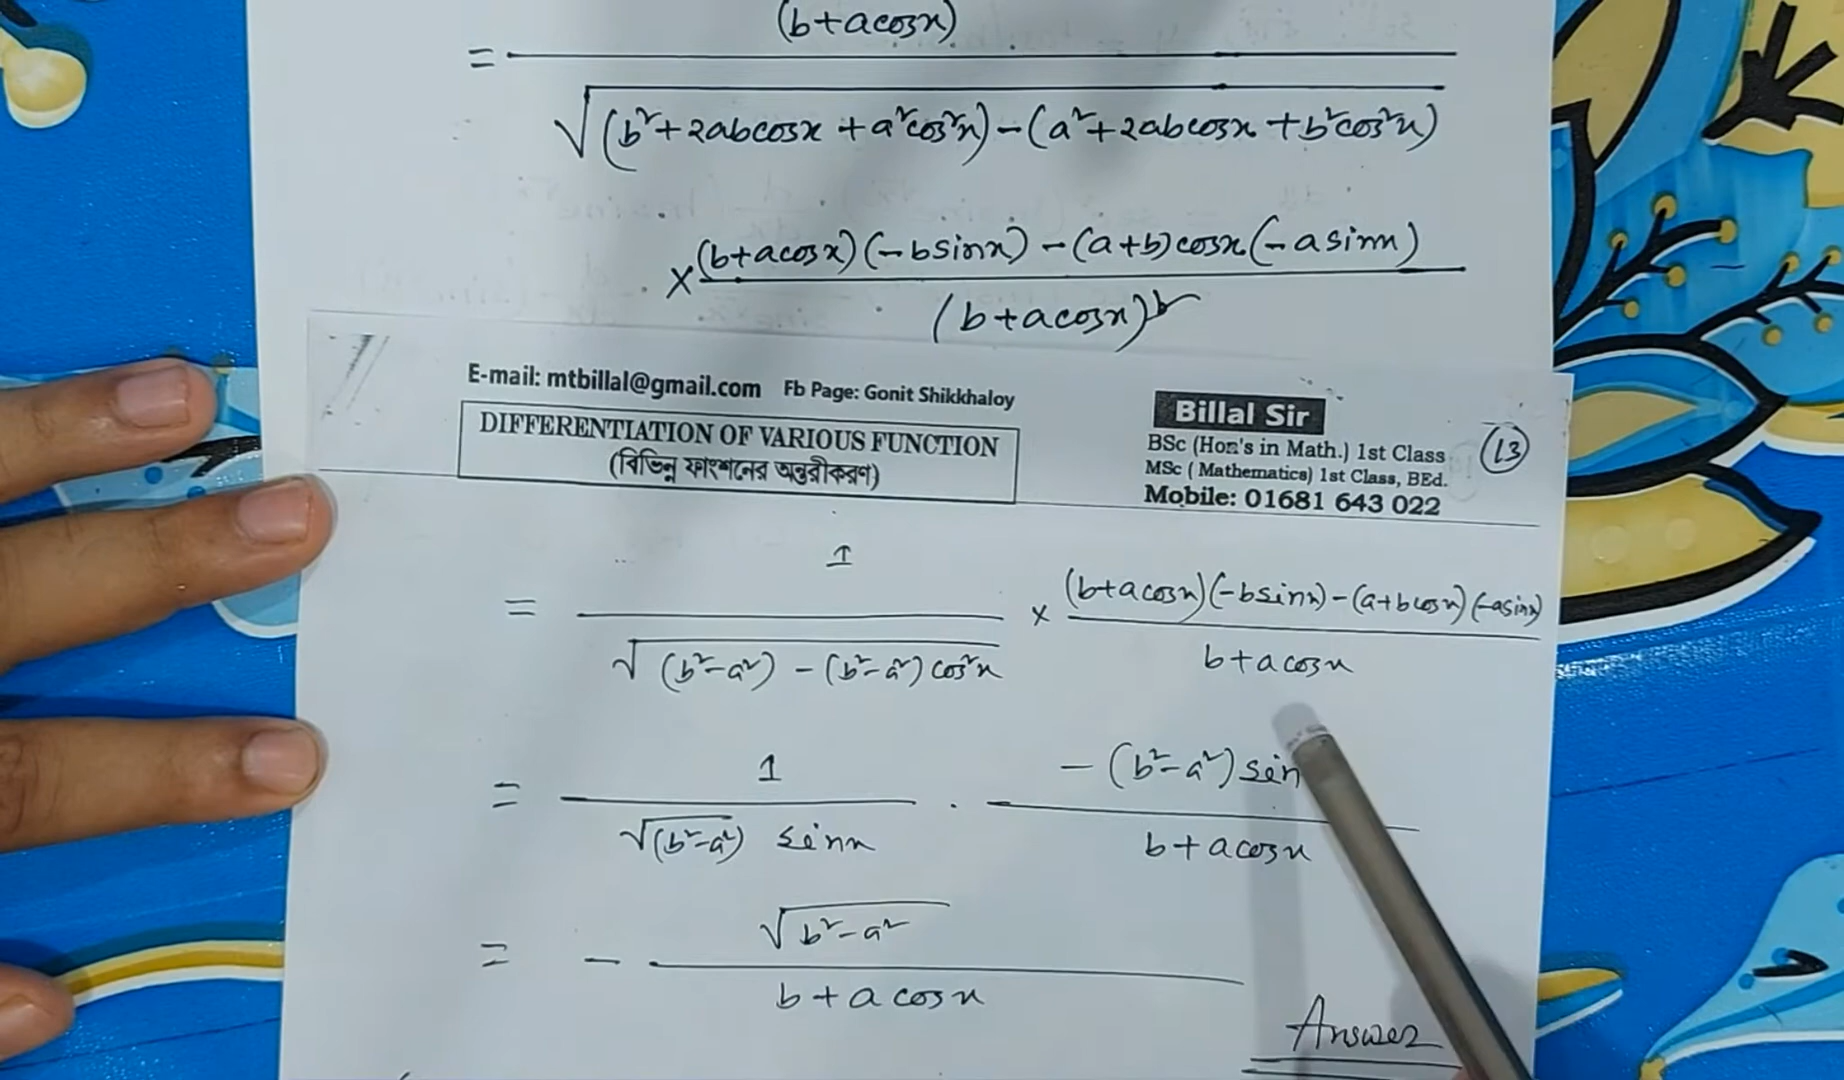 (b+acosx)
= ─────────
√(b²+2abcosx+a²cos²x)-(a²+2abcosx+b²cos²x)
× (b+acosx)(-bsinx)-(a+b)cosx(-asinx)
(b+acosx)²
E-mail: mtbillal@gmail.com Fb Page: Gonit Shikkhaloy
DIFFERENTIATION OF VARIOUS FUNCTION
(বিভিন্ন ফাংশনের অন্তরীকরণ)
Billal Sir
BSc (Hon's in Math.) 1st Class
MSc ( Mathematics) 1st Class, BEd.
Mobile: 01681 643 022
13
= 1 × (b+acosx)(-bsinx)-(a+bcosx)(-asinx)
√(b²-a²)-(b²-a²)cos²x b+acosx
= 1 . -(b²-a²)sin
√(b²-a²) sinx b+acosx
= - √b²-a²
b+acosx
Answer